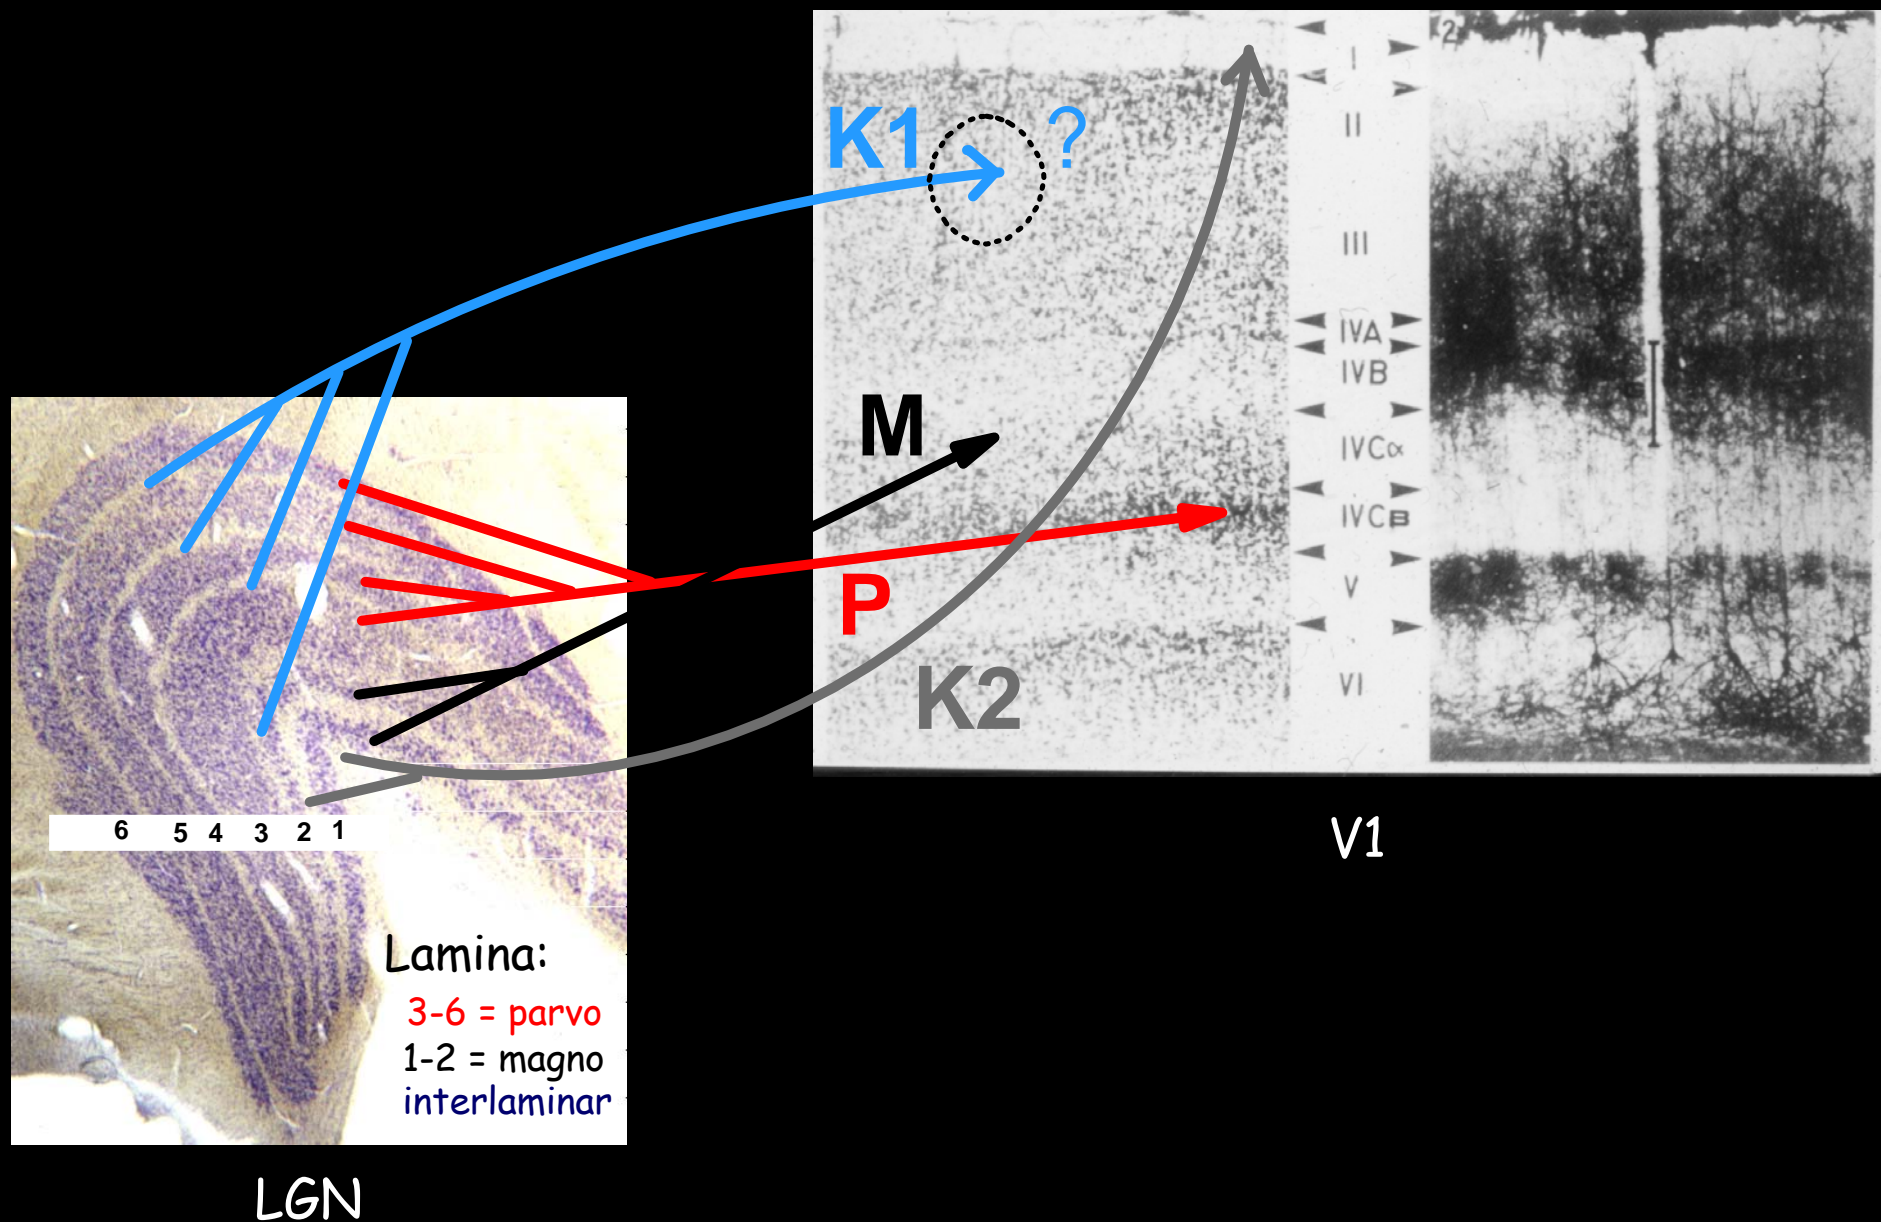 K1
?
M
P
K2
2
I
II
III
IVA
IVB
IVCα
IVCB
V
VI
V1
6 5 4 3 2 1
Lamina:
3-6 = parvo
1-2 = magno
interlaminar
LGN